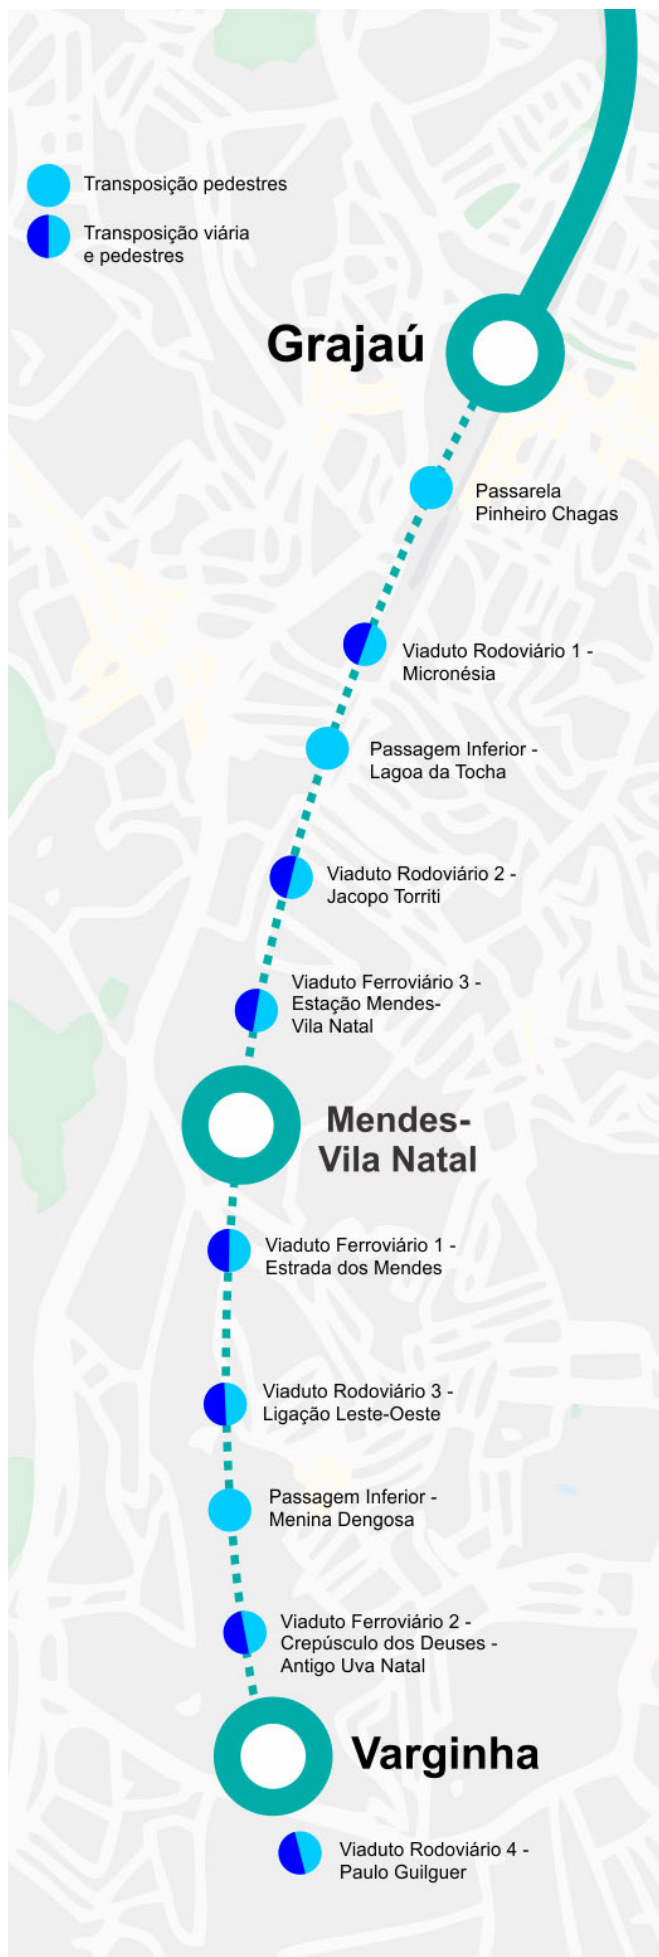 Transposição pedestres
Transposição viária
e pedestres
Grajaú
Passarela
Pinheiro Chagas
Viaduto Rodoviário 1 -
Micronésia
Passagem Inferior -
Lagoa da Tocha
Viaduto Rodoviário 2 -
Jacopo Torriti
Viaduto Ferroviário 3 -
Estação Mendes-
Vila Natal
Mendes-
Vila Natal
Viaduto Ferroviário 1 -
Estrada dos Mendes
Viaduto Rodoviário 3 -
Ligação Leste-Oeste
Passagem Inferior -
Menina Dengosa
Viaduto Ferroviário 2 -
Crepúsculo dos Deuses -
Antigo Uva Natal
Varginha
Viaduto Rodoviário 4 -
Paulo Guilguer